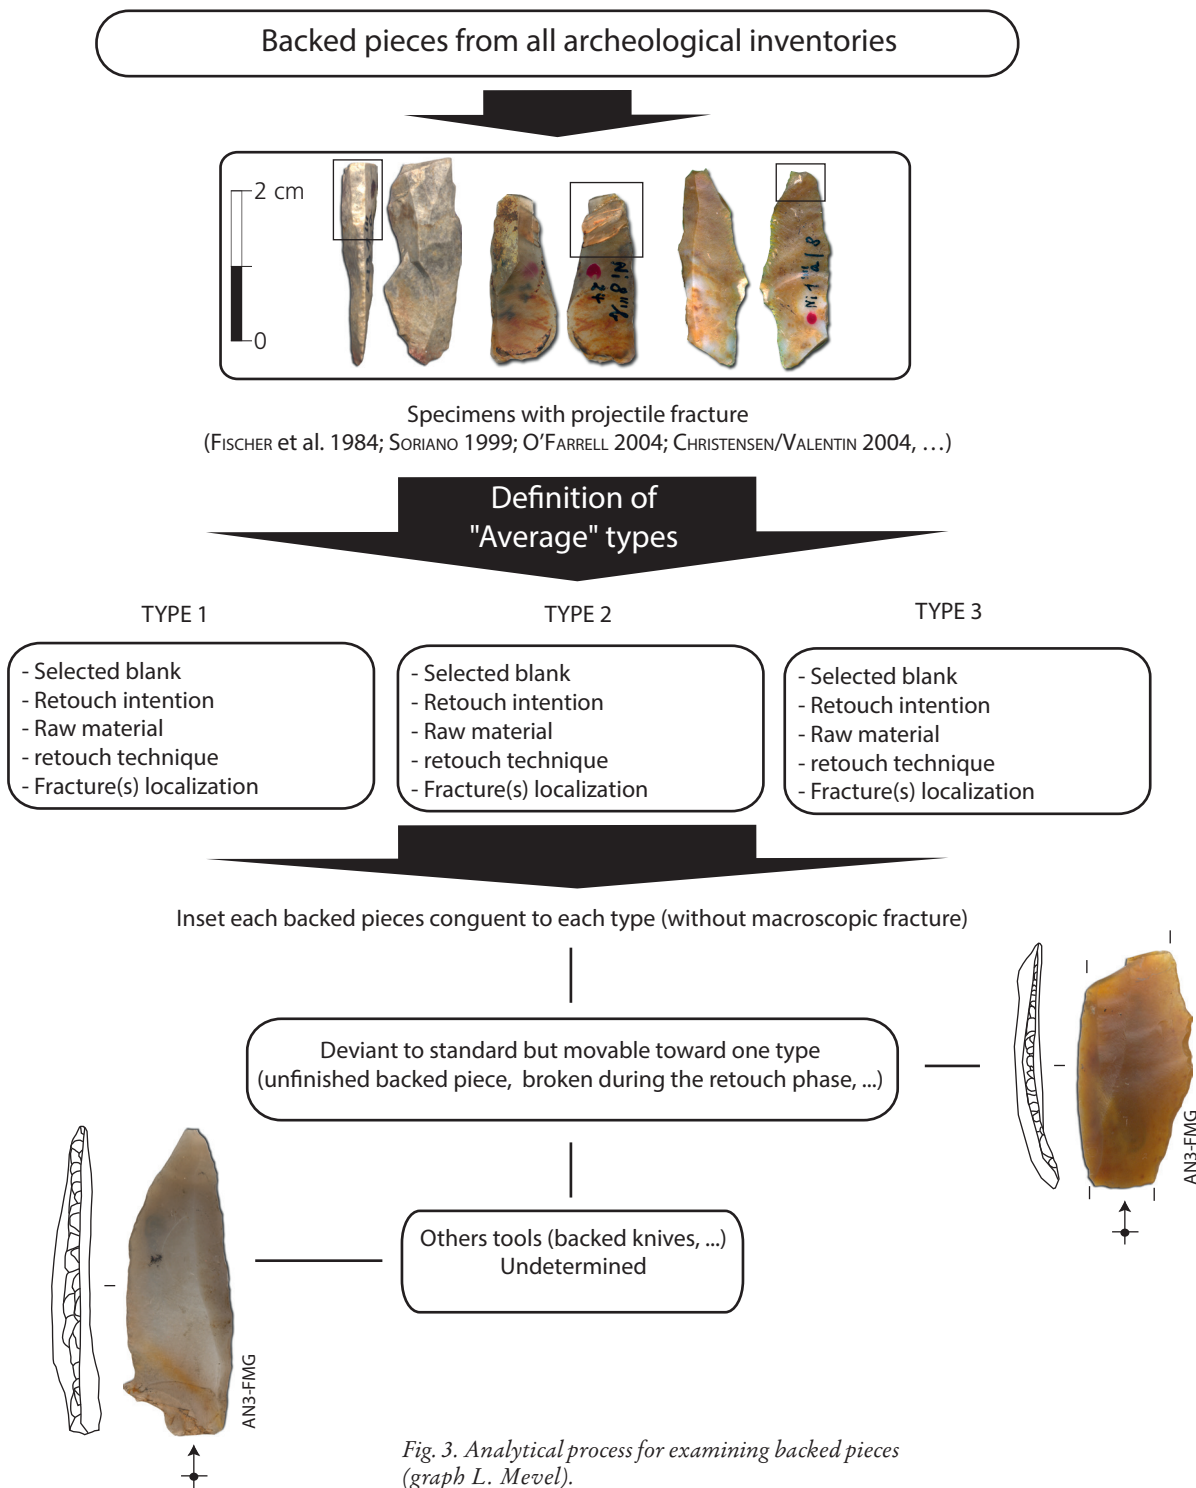 Backed pieces from all archeological inventories
2 cm
0
Ni 8
24
Ni 1
Specimens with projectile fracture
(FISCHER et al. 1984; SORIANO 1999; O'FARRELL 2004; CHRISTENSEN/VALENTIN 2004, ...)
Definition of
"Average" types
TYPE 1
- Selected blank
- Retouch intention
- Raw material
- retouch technique
- Fracture(s) localization
TYPE 2
- Selected blank
- Retouch intention
- Raw material
- retouch technique
- Fracture(s) localization
TYPE 3
- Selected blank
- Retouch intention
- Raw material
- retouch technique
- Fracture(s) localization
Inset each backed pieces conguent to each type (without macroscopic fracture)
Deviant to standard but movable toward one type
(unfinished backed piece, broken during the retouch phase, ...)
AN3-FMG
Others tools (backed knives, ...)
Undetermined
AN3-FMG
Fig. 3. Analytical process for examining backed pieces
(graph L. Mevel).